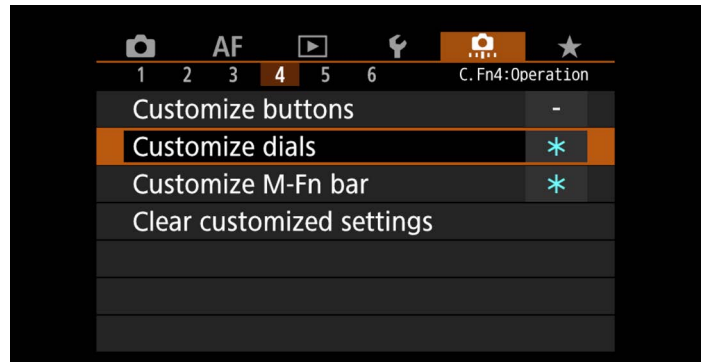 AF
1 2 3 4 5 6 C.Fn4:Operation
Customize buttons -
Customize dials *
Customize M-Fn bar *
Clear customized settings